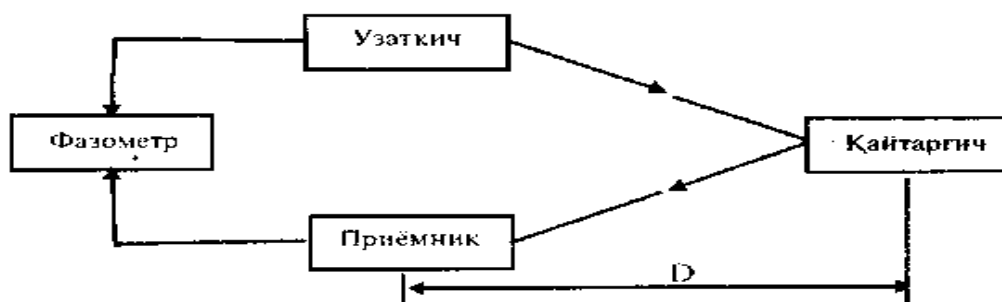 Узаткич
Фазометр
Қайтаргич
Приёмник
D